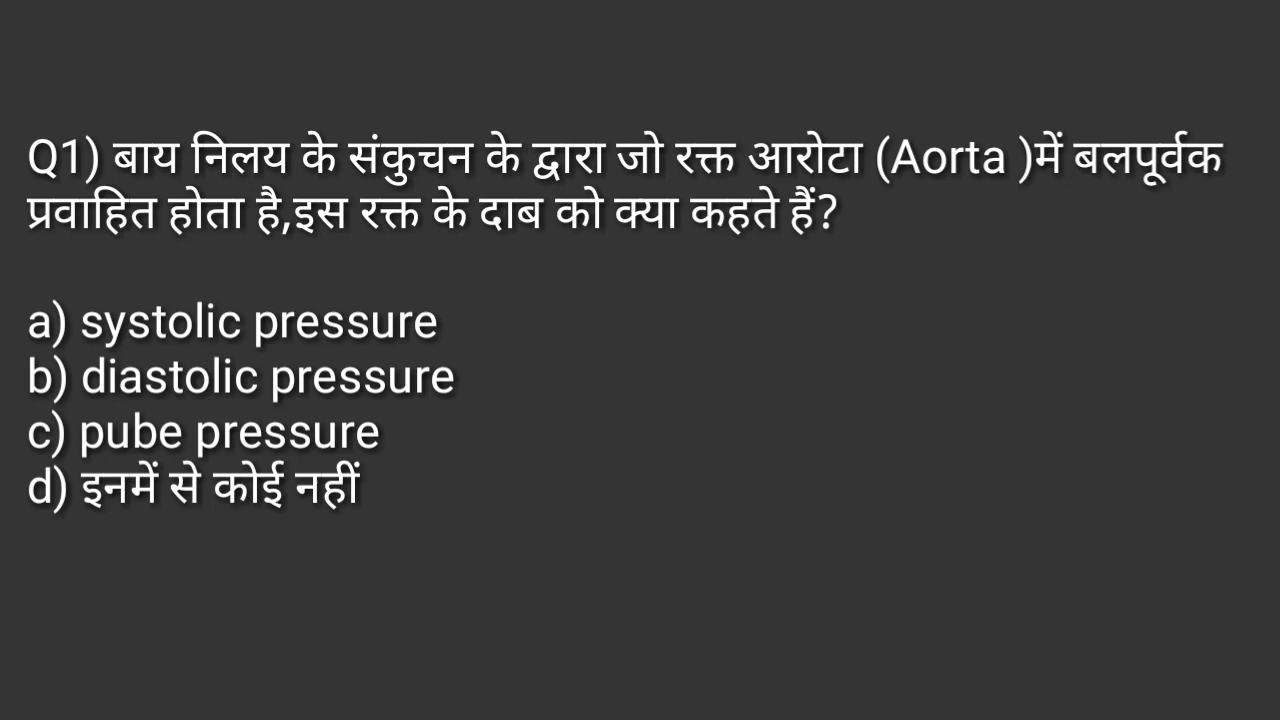 Q1) बाय निलय के संकुचन के द्वारा जो रक्त आरोटा (Aorta )में बलपूर्वक
प्रवाहित होता है,इस रक्त के दाब को क्या कहते हैं?
a) systolic pressure
b) diastolic pressure
c) pube pressure
d) इनमें से कोई नहीं